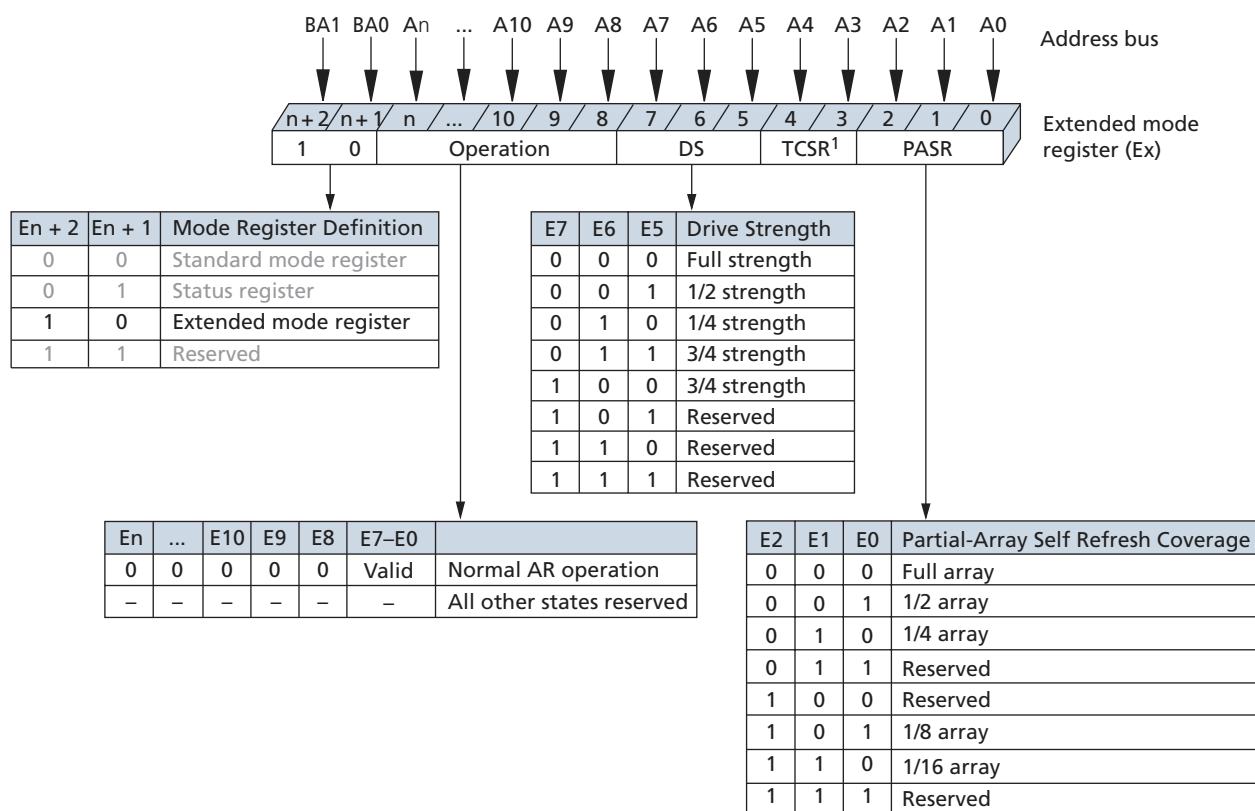 BA1 BA0 An ... A10 A9 A8 A7 A6 A5 A4 A3 A2 A1 A0 Address bus
n + 2 n + 1 n ... 10 9 8 7 6 5 4 3 2 1 0
Extended mode
register (Ex)
1 0 Operation DS TCSR1 PASR
En + 2 En + 1 Mode Register Definition
0 0 Standard mode register
0 1 Status register
1 0 Extended mode register
1 1 Reserved
E7 E6 E5 Drive Strength
0 0 0 Full strength
0 0 1 1/2 strength
0 1 0 1/4 strength
0 1 1 3/4 strength
1 0 0 3/4 strength
1 0 1 Reserved
1 1 0 Reserved
1 1 1 Reserved
En ... E10 E9 E8 E7–E0
0 0 0 0 0 Valid Normal AR operation
– – – – – – All other states reserved
E2 E1 E0 Partial-Array Self Refresh Coverage
0 0 0 Full array
0 0 1 1/2 array
0 1 0 1/4 array
0 1 1 Reserved
1 0 0 Reserved
1 0 1 1/8 array
1 1 0 1/16 array
1 1 1 Reserved